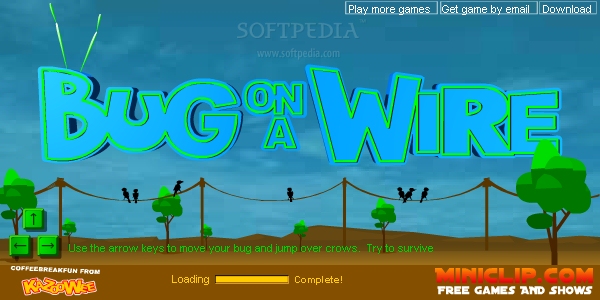 Play more games
Get game by email
Download
SOFTPEDIA
www.softpedia.com
BUG ON A WIRE
Use the arrow keys to move your bug and jump over crows. Try to survive
COFFEEBREAKFUN FROM
KAZOOWEE
Loading
Complete!
MINICLIP.COM
FREE GAMES AND SHOWS